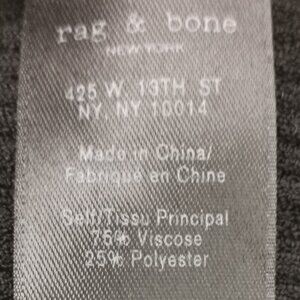 rag & bone
NEW YORK
425 W. 13TH ST
NY, NY 10014
Made in China/
Fabriqué en Chine
Self/Tissu Principal
75% Viscose
25% Polyester